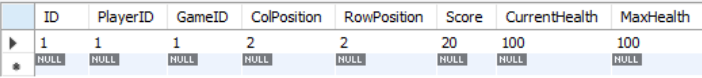 ID PlayerID GameID ColPosition RowPosition Score CurrentHealth MaxHealth
1 1 1 2 2 20 100 100
NULL NULL NULL NULL NULL NULL NULL NULL